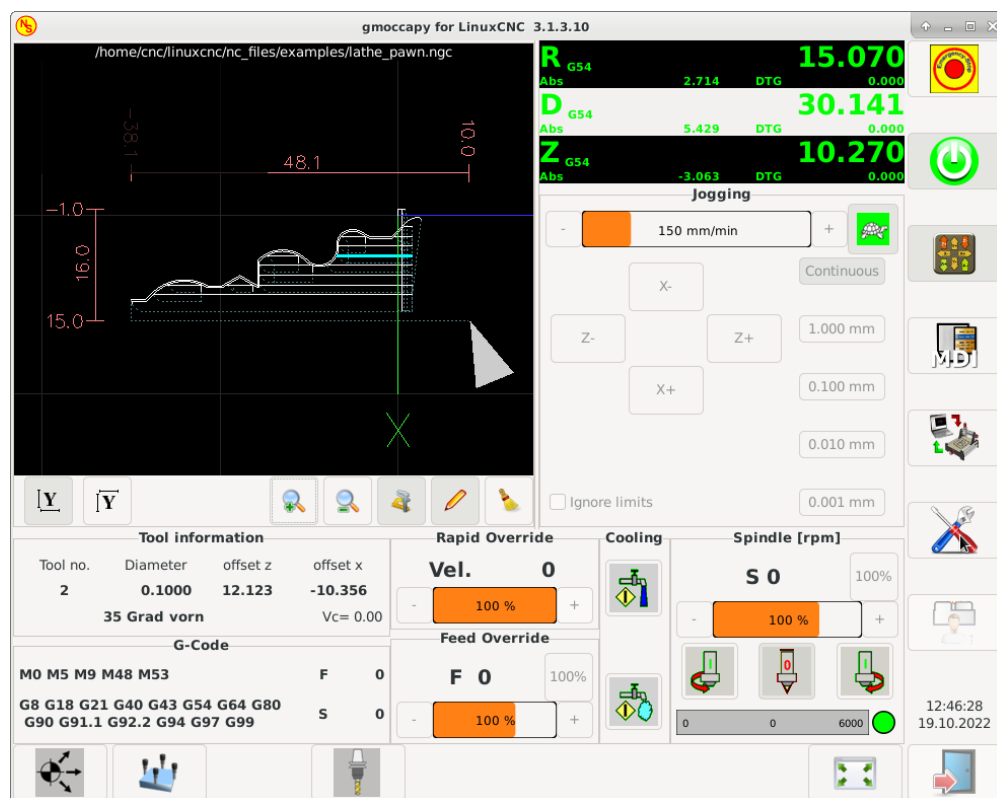 NS
gmoccapy for LinuxCNC 3.1.3.10
/home/cnc/linuxcnc/nc_files/examples/lathe_pawn.ngc
-38.1
10.0
48.1
-1.0
16.0
15.0
X
R G54 15.070
Abs 2.714 DTG 0.000
D G54 30.141
Abs 5.429 DTG 0.000
Z G54 10.270
Abs -3.063 DTG 0.000
Emergency Stop
Jogging
- 150 mm/min +
Continuous
X-
1.000 mm
Z- Z+
0.100 mm
X+
0.010 mm
Ignore limits 0.001 mm
MDI
Y Y
Tool information
Tool no. Diameter offset z offset x
2 0.1000 12.123 -10.356
35 Grad vorn Vc= 0.00
G-Code
M0 M5 M9 M48 M53 F 0
G8 G18 G21 G40 G43 G54 G64 G80
G90 G91.1 G92.2 G94 G97 G99
S 0
Rapid Override
Vel. 0
- 100 % +
Feed Override
F 0 100%
- 100 % +
Cooling
Spindle [rpm]
S 0 100%
- 100 % +
I 0 I
0 0 6000
12:46:28
19.10.2022